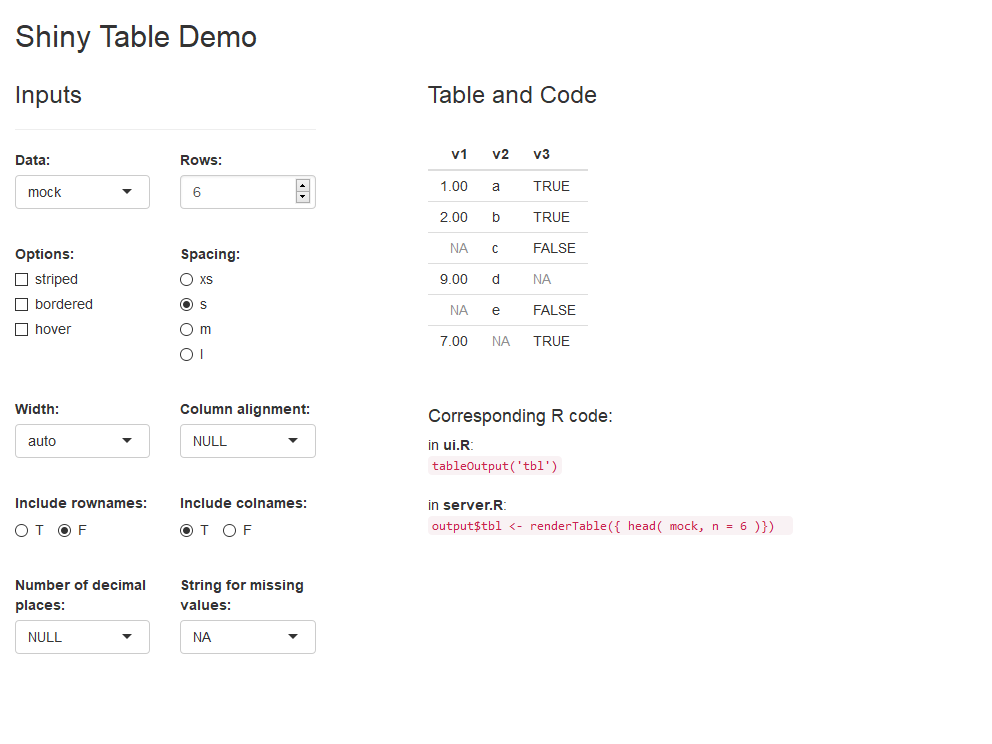 Shiny Table Demo
Inputs
Data: Rows:
mock 6
Options: Spacing:
striped xs
bordered s
hover m
l
Width: Column alignment:
auto NULL
Include rownames: Include colnames:
T F T F
Number of decimal places: String for missing values:
NULL NA
Table and Code
v1 v2 v3
1.00 a TRUE
2.00 b TRUE
NA c FALSE
9.00 d NA
NA e FALSE
7.00 NA TRUE
Corresponding R code:
in ui.R:
tableOutput('tbl')
in server.R:
output$tbl <- renderTable({ head( mock, n = 6 )})